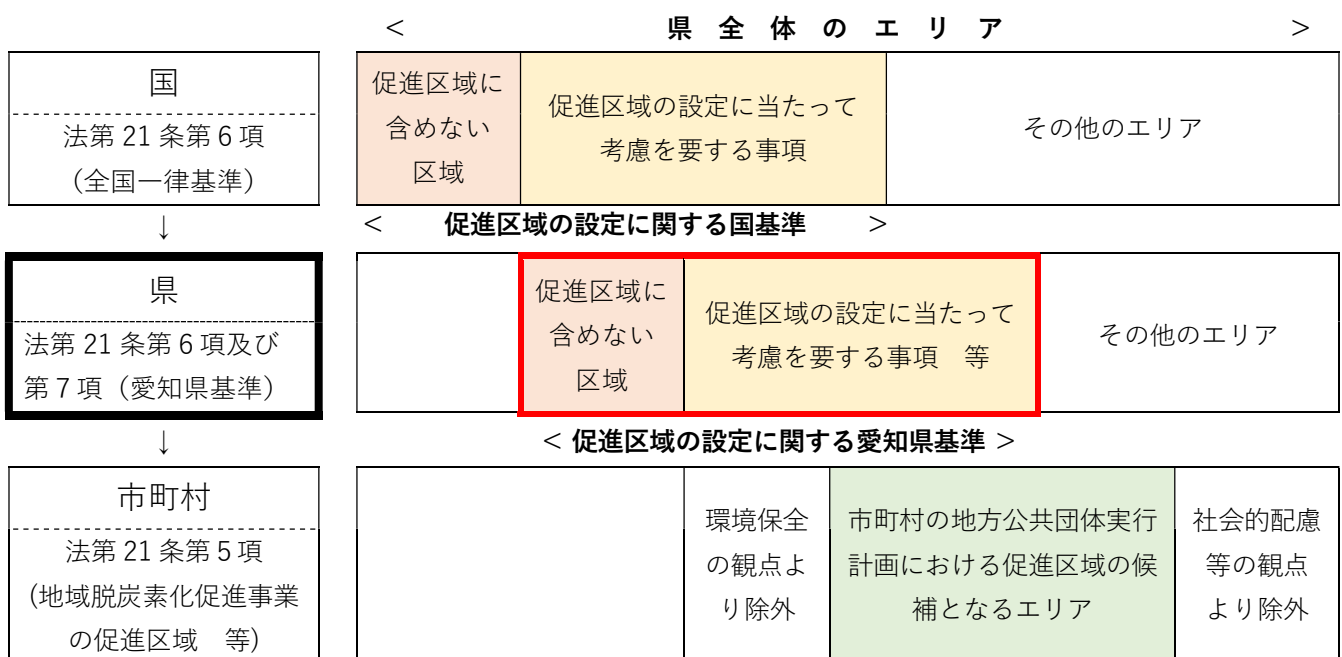 < 県全体のエリア >
国
法第 21 条第 6 項
（全国一律基準）
促進区域に
含めない
区域
促進区域の設定に当たって
考慮を要する事項
その他のエリア
↓
< 促進区域の設定に関する国基準 >
県
法第 21 条第 6 項及び
第 7 項（愛知県基準）
促進区域に
含めない
区域
促進区域の設定に当たって
考慮を要する事項　等
その他のエリア
↓
< 促進区域の設定に関する愛知県基準 >
市町村
法第 21 条第 5 項
(地域脱炭素化促進事業
の促進区域　等)
環境保全
の観点よ
り除外
市町村の地方公共団体実行
計画における促進区域の候
補となるエリア
社会的配慮
等の観点
より除外